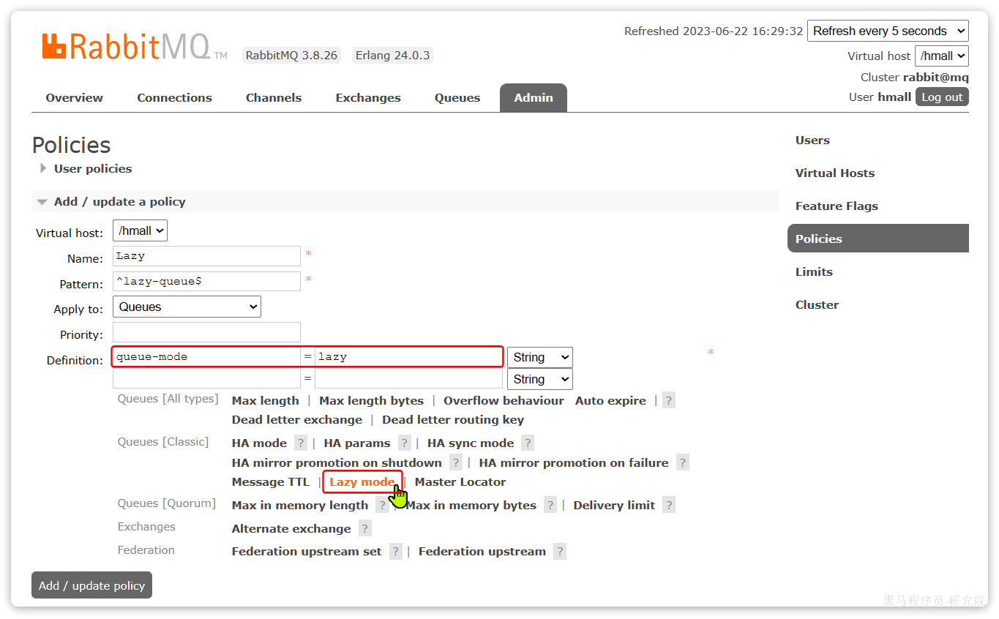 Refreshed 2023-06-22 16:29:32 Refresh every 5 seconds
RabbitMQ TM RabbitMQ 3.8.26 Erlang 24.0.3
Virtual host /hmall
Cluster rabbit@mq
User hmall Log out
Overview Connections Channels Exchanges Queues Admin
Policies
User policies
Add / update a policy
Virtual host: /hmall
Name: Lazy *
Pattern: ^lazy-queue$ *
Apply to: Queues
Priority:
Definition: queue-mode = lazy String *
= String
Queues [All types] Max length | Max length bytes | Overflow behaviour Auto expire | ?
Dead letter exchange | Dead letter routing key
Queues [Classic] HA mode ? | HA params ? | HA sync mode ?
HA mirror promotion on shutdown ? | HA mirror promotion on failure ?
Message TTL | Lazy mode | Master Locator
Queues [Quorum] Max in memory length ? | Max in memory bytes ? | Delivery limit ?
Exchanges Alternate exchange ?
Federation Federation upstream set ? | Federation upstream ?
Add / update policy
Users
Virtual Hosts
Feature Flags
Policies
Limits
Cluster
黑马程序员-研究院